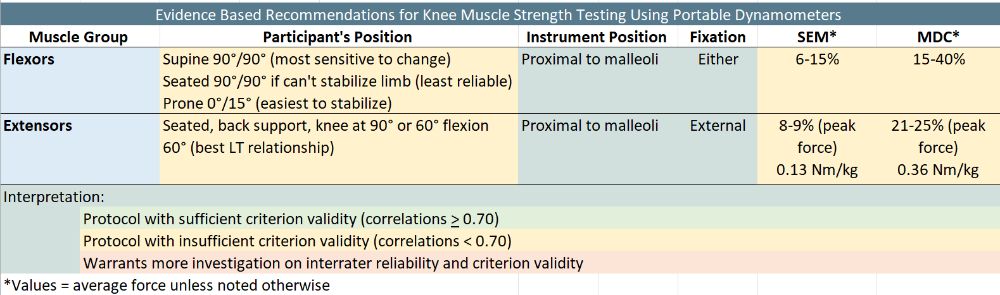 Evidence Based Recommendations for Knee Muscle Strength Testing Using Portable Dynamometers
Muscle Group Participant's Position Instrument Position Fixation SEM* MDC*
Flexors Supine 90°/90° (most sensitive to change) Proximal to malleoli Either 6-15% 15-40%
Seated 90°/90° if can't stabilize limb (least reliable)
Prone 0°/15° (easiest to stabilize)
Extensors Seated, back support, knee at 90° or 60° flexion Proximal to malleoli External 8-9% (peak 21-25% (peak
60° (best LT relationship) force) force)
0.13 Nm/kg 0.36 Nm/kg
Interpretation:
Protocol with sufficient criterion validity (correlations ≥ 0.70)
Protocol with insufficient criterion validity (correlations < 0.70)
Warrants more investigation on interrater reliability and criterion validity
*Values = average force unless noted otherwise